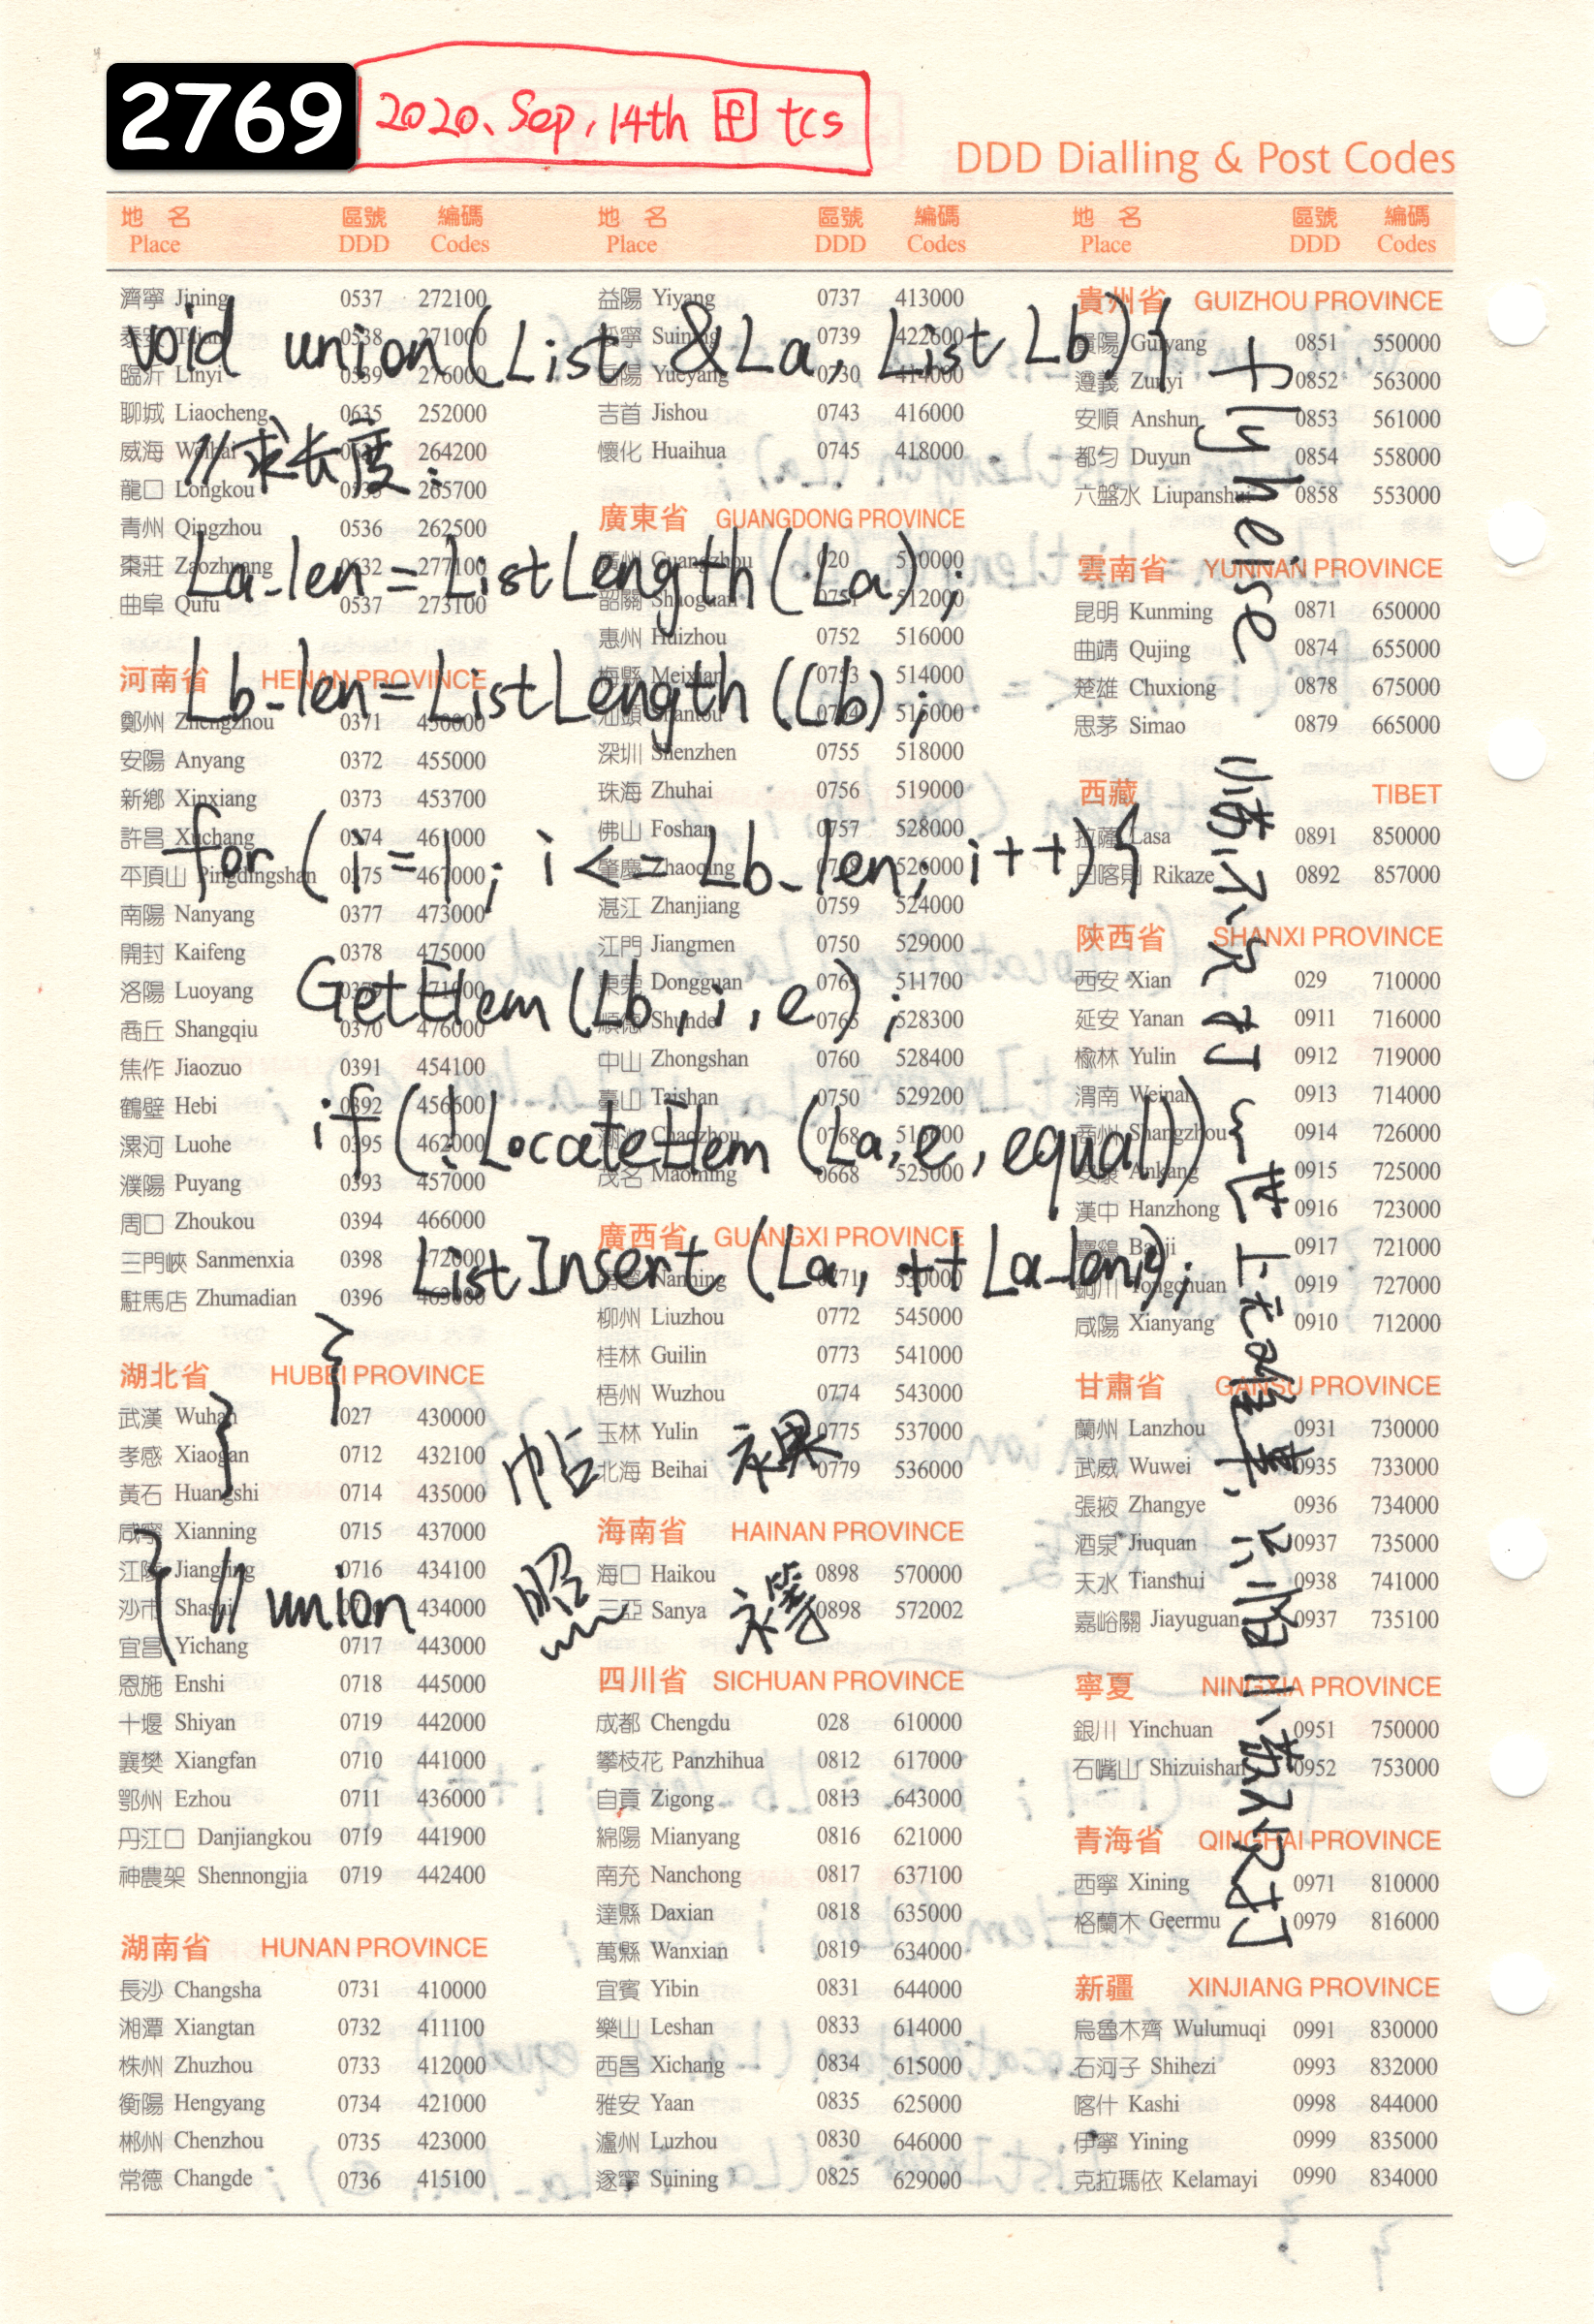 2769
2020、Sep, 14th 田 tcs
DDD Dialling & Post Codes
地 名 區號 編碼 地 名 區號 編碼 地 名 區號 編碼
Place DDD Codes Place DDD Codes Place DDD Codes
濟寧 Jining 0537 272100
0538 271000
臨沂 Linyi 0539 276000
聊城 Liaocheng 0635 252000
威海 Weihai 264200
龍口 Longkou 0535 265700
青州 Qingzhou 0536 262500
棗莊 Zaozhuang 0632 277100
曲阜 Qufu 0537 273100
河南省 HENAN PROVINCE
鄭州 Zhengzhou 0371 450000
安陽 Anyang 0372 455000
新鄉 Xinxiang 0373 453700
許昌 Xuchang 0374 461000
平頂山 Pingdingshan 0375 467000
南陽 Nanyang 0377 473000
開封 Kaifeng 0378 475000
洛陽 Luoyang 0379 471000
商丘 Shangqiu 0370 476000
焦作 Jiaozuo 0391 454100
鶴壁 Hebi 0392 456600
漯河 Luohe 0395 462000
濮陽 Puyang 0393 457000
周口 Zhoukou 0394 466000
三門峽 Sanmenxia 0398 472000
駐馬店 Zhumadian 0396 463000
湖北省 HUBEI PROVINCE
武漢 Wuhan 027 430000
孝感 Xiaogan 0712 432100
黃石 Huangshi 0714 435000
咸寧 Xianning 0715 437000
江陵 Jiangling 0716 434100
沙市 Shashi 434000
宜昌 Yichang 0717 443000
恩施 Enshi 0718 445000
十堰 Shiyan 0719 442000
襄樊 Xiangfan 0710 441000
鄂州 Ezhou 0711 436000
丹江口 Danjiangkou 0719 441900
神農架 Shennongjia 0719 442400
湖南省 HUNAN PROVINCE
長沙 Changsha 0731 410000
湘潭 Xiangtan 0732 411100
株州 Zhuzhou 0733 412000
衡陽 Hengyang 0734 421000
郴州 Chenzhou 0735 423000
常德 Changde 0736 415100
益陽 Yiyang 0737 413000
Suining 0739 422600
岳陽 Yueyang 0730 414000
吉首 Jishou 0743 416000
懷化 Huaihua 0745 418000
廣東省 GUANGDONG PROVINCE
廣州 Guangzhou 020 510000
韶關 Shaoguan 0751 512000
惠州 Huizhou 0752 516000
梅縣 Meixian 0753 514000
汕頭 Shantou 0754 515000
深圳 Shenzhen 0755 518000
珠海 Zhuhai 0756 519000
佛山 Foshan 0757 528000
肇慶 Zhaoqing 526000
湛江 Zhanjiang 0759 524000
江門 Jiangmen 0750 529000
東莞 Dongguan 0769 511700
順德 Shunde 0765 528300
中山 Zhongshan 0760 528400
臺山 Taishan 0750 529200
潮州 Chaozhou 0768
茂名 Maoming 0668 525000
廣西省 GUANGXI PROVINCE
南寧 Nanning 0771 530000
柳州 Liuzhou 0772 545000
桂林 Guilin 0773 541000
梧州 Wuzhou 0774 543000
玉林 Yulin 0775 537000
北海 Beihai 0779 536000
海南省 HAINAN PROVINCE
海口 Haikou 0898 570000
三亞 Sanya 0898 572002
四川省 SICHUAN PROVINCE
成都 Chengdu 028 610000
攀枝花 Panzhihua 0812 617000
自貢 Zigong 0813 643000
綿陽 Mianyang 0816 621000
南充 Nanchong 0817 637100
達縣 Daxian 0818 635000
萬縣 Wanxian 0819 634000
宜賓 Yibin 0831 644000
樂山 Leshan 0833 614000
西昌 Xichang 0834 615000
雅安 Yaan 0835 625000
瀘州 Luzhou 0830 646000
遂寧 Suining 0825 629000
貴州省 GUIZHOU PROVINCE
貴陽 Guiyang 0851 550000
遵義 Zunyi 0852 563000
安順 Anshun 0853 561000
都勻 Duyun 0854 558000
六盤水 Liupanshui 0858 553000
雲南省 YUNNAN PROVINCE
昆明 Kunming 0871 650000
曲靖 Qujing 0874 655000
楚雄 Chuxiong 0878 675000
思茅 Simao 0879 665000
西藏 TIBET
拉薩 Lasa 0891 850000
日喀則 Rikaze 0892 857000
陝西省 SHANXI PROVINCE
西安 Xian 029 710000
延安 Yanan 0911 716000
榆林 Yulin 0912 719000
渭南 Weinan 0913 714000
商州 Shangzhou 0914 726000
安康 Ankang 0915 725000
漢中 Hanzhong 0916 723000
寶鷄 Baoji 0917 721000
銅川 Tongchuan 0919 727000
咸陽 Xianyang 0910 712000
甘肅省 GANSU PROVINCE
蘭州 Lanzhou 0931 730000
武威 Wuwei 0935 733000
張掖 Zhangye 0936 734000
酒泉 Jiuquan 0937 735000
天水 Tianshui 0938 741000
嘉峪關 Jiayuguan 0937 735100
寧夏 NINGXIA PROVINCE
銀川 Yinchuan 0951 750000
石嘴山 Shizuishan 0952 753000
青海省 QINGHAI PROVINCE
西寧 Xining 0971 810000
格蘭木 Geermu 0979 816000
新疆 XINJIANG PROVINCE
烏魯木齊 Wulumuqi 0991 830000
石河子 Shihezi 0993 832000
喀什 Kashi 0998 844000
伊寧 Yining 0999 835000
克拉瑪依 Kelamayi 0990 834000
void union(List &La, List Lb){
//求长度:
La_len = ListLength(La);
Lb_len = ListLength(Lb);
for (i=1; i<=Lb_len; i++){
GetElem(Lb, i, e);
if(!LocateElem(La,e,equal))
ListInsert(La, ++La_len,e);
}
}
} // union
世上无难事、只怕